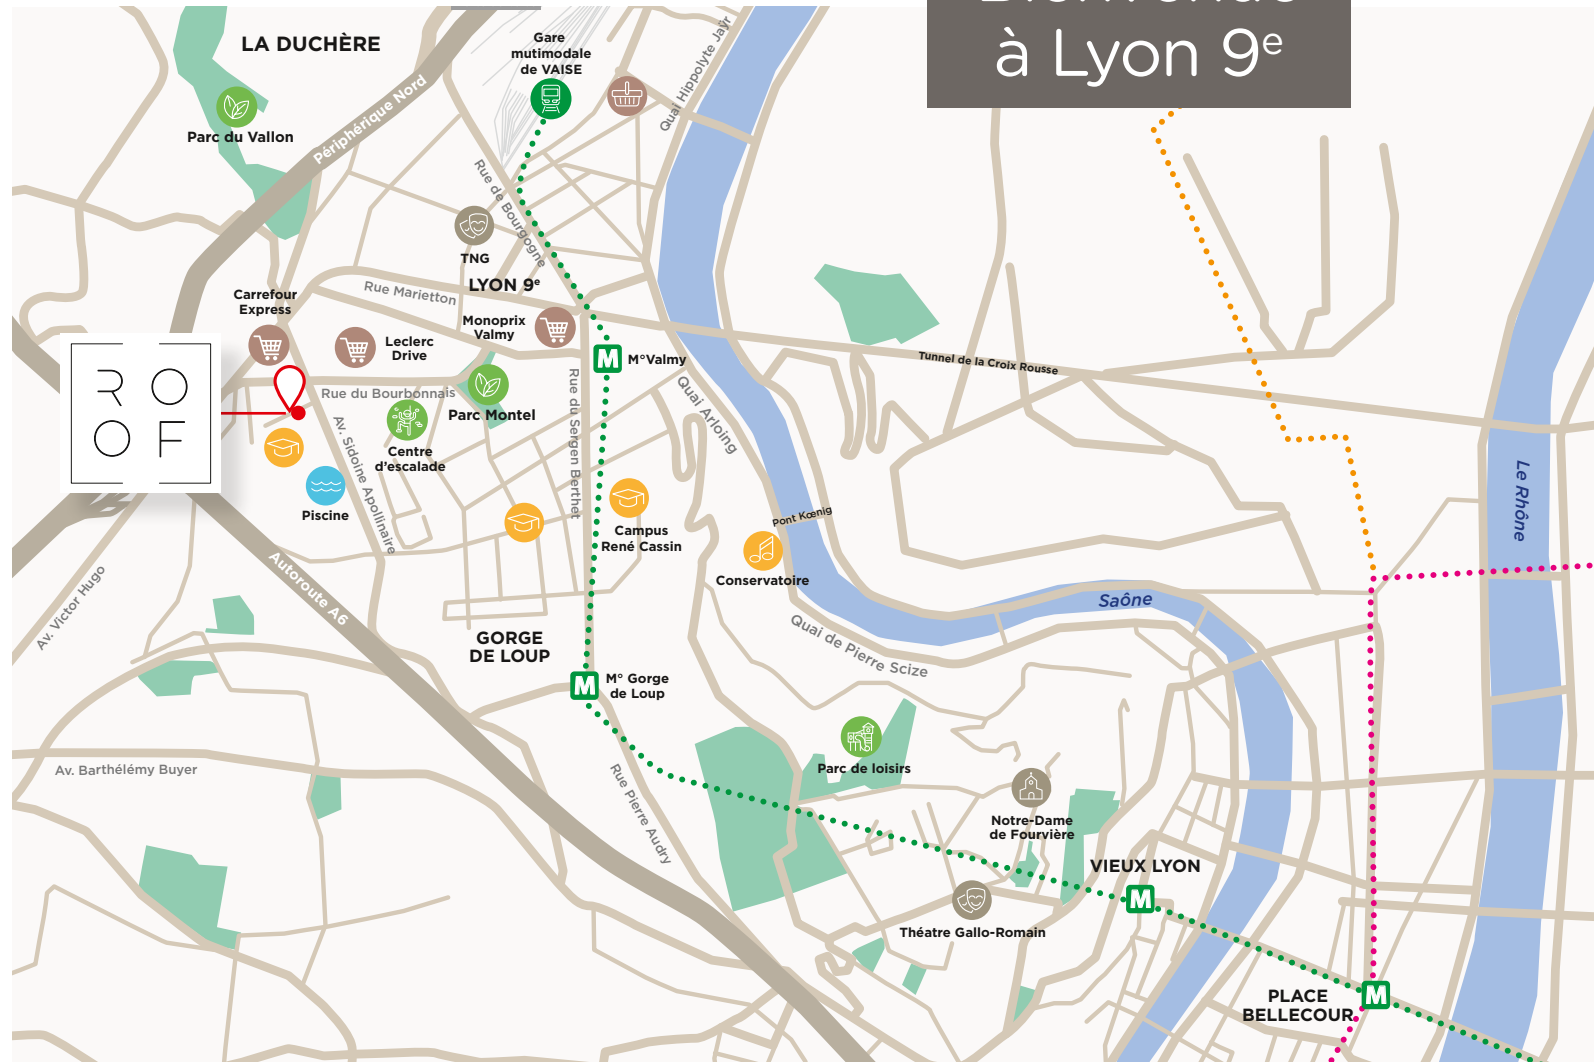 Bienvenue
à Lyon 9e
LA DUCHÈRE
Gare
mutimodale
de VAISE
Quai Hippolyte Jaÿr
Périphérique Nord
Parc du Vallon
Rue de Bourgogne
TNG
LYON 9e
Rue Marietton
Carrefour
Express
Monoprix
Valmy
Leclerc
Drive
M
M°Valmy
Tunnel de la Croix Rousse
RO
OF
Rue du Bourbonnais
Parc Montel
Rue du Sergen Berthet
Quai Arloing
Av. Sidoine Apollinaire
Centre
d'escalade
Piscine
Campus
René Cassin
Pont Kœnig
Conservatoire
Le Rhône
Autoroute A6
Av. Victor Hugo
Saône
GORGE
DE LOUP
Quai de Pierre Scize
M
M° Gorge
de Loup
Av. Barthélémy Buyer
Rue Pierre Audry
Parc de loisirs
Notre-Dame
de Fourvière
VIEUX LYON
M
Théatre Gallo-Romain
PLACE
BELLECOUR
M